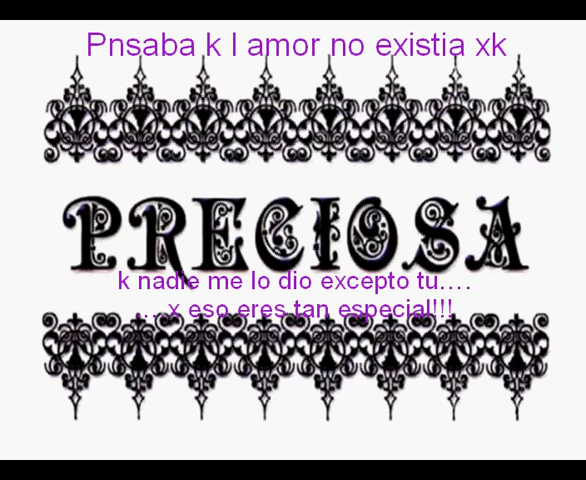 Pnsaba k l amor no existia xk
PRECIOSA
k nadie me lo dio excepto tu....
....x eso eres tan especial!!!